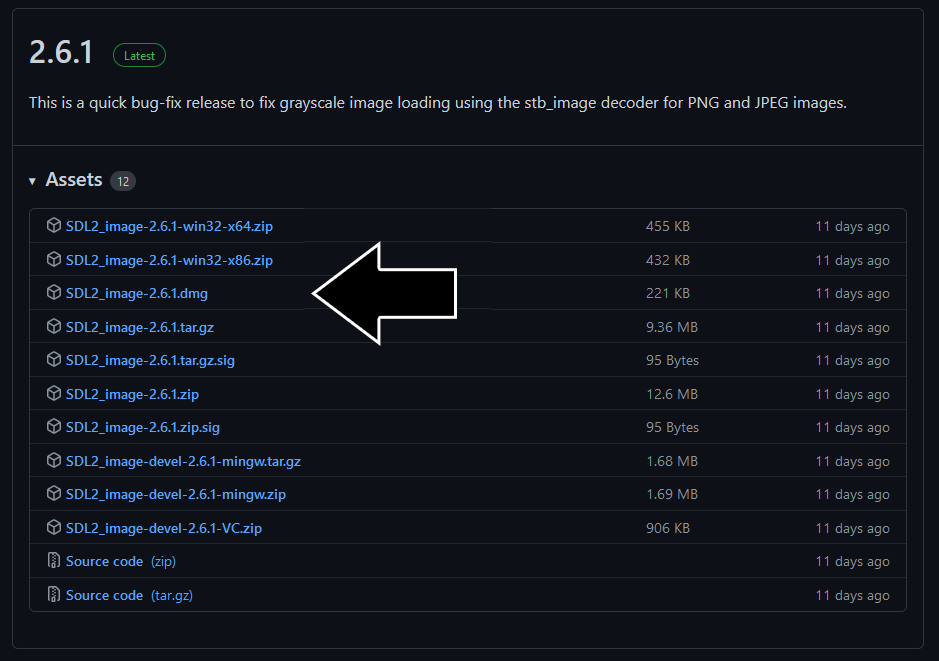 2.6.1 Latest
This is a quick bug-fix release to fix grayscale image loading using the stb_image decoder for PNG and JPEG images.
Assets 12
SDL2_image-2.6.1-win32-x64.zip 455 KB 11 days ago
SDL2_image-2.6.1-win32-x86.zip 432 KB 11 days ago
SDL2_image-2.6.1.dmg 221 KB 11 days ago
SDL2_image-2.6.1.tar.gz 9.36 MB 11 days ago
SDL2_image-2.6.1.tar.gz.sig 95 Bytes 11 days ago
SDL2_image-2.6.1.zip 12.6 MB 11 days ago
SDL2_image-2.6.1.zip.sig 95 Bytes 11 days ago
SDL2_image-devel-2.6.1-mingw.tar.gz 1.68 MB 11 days ago
SDL2_image-devel-2.6.1-mingw.zip 1.69 MB 11 days ago
SDL2_image-devel-2.6.1-VC.zip 906 KB 11 days ago
Source code (zip) 11 days ago
Source code (tar.gz) 11 days ago